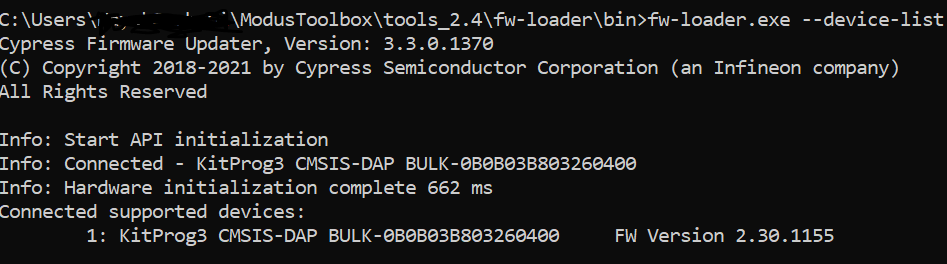 C:\Users\ \ModusToolbox\tools_2.4\fw-loader\bin>fw-loader.exe --device-list
Cypress Firmware Updater, Version: 3.3.0.1370
(C) Copyright 2018-2021 by Cypress Semiconductor Corporation (an Infineon company)
All Rights Reserved
Info: Start API initialization
Info: Connected - KitProg3 CMSIS-DAP BULK-0B0B03B803260400
Info: Hardware initialization complete 662 ms
Connected supported devices:
1: KitProg3 CMSIS-DAP BULK-0B0B03B803260400 FW Version 2.30.1155